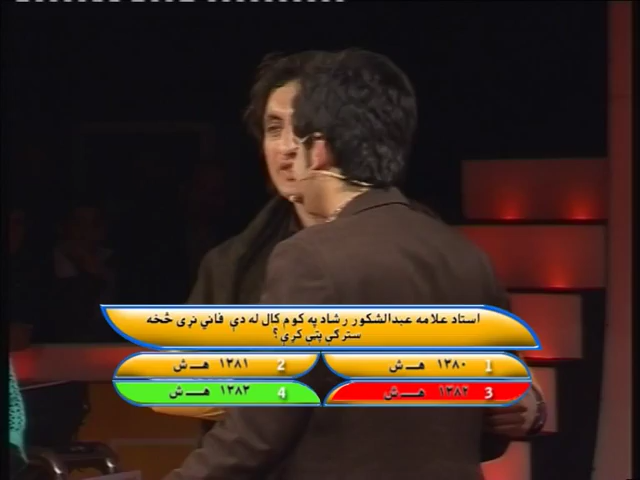 استاد علامه عبدالشکور رشاد په کوم کال له دې فاني نړی څخه
سترګې پټې کړې؟
1 ۱۳۸۰ هـ ش
2 ۱۳۸۱ هـ ش
3 ۱۳۸۲ هـ ش
4 ۱۳۸۳ هـ ش